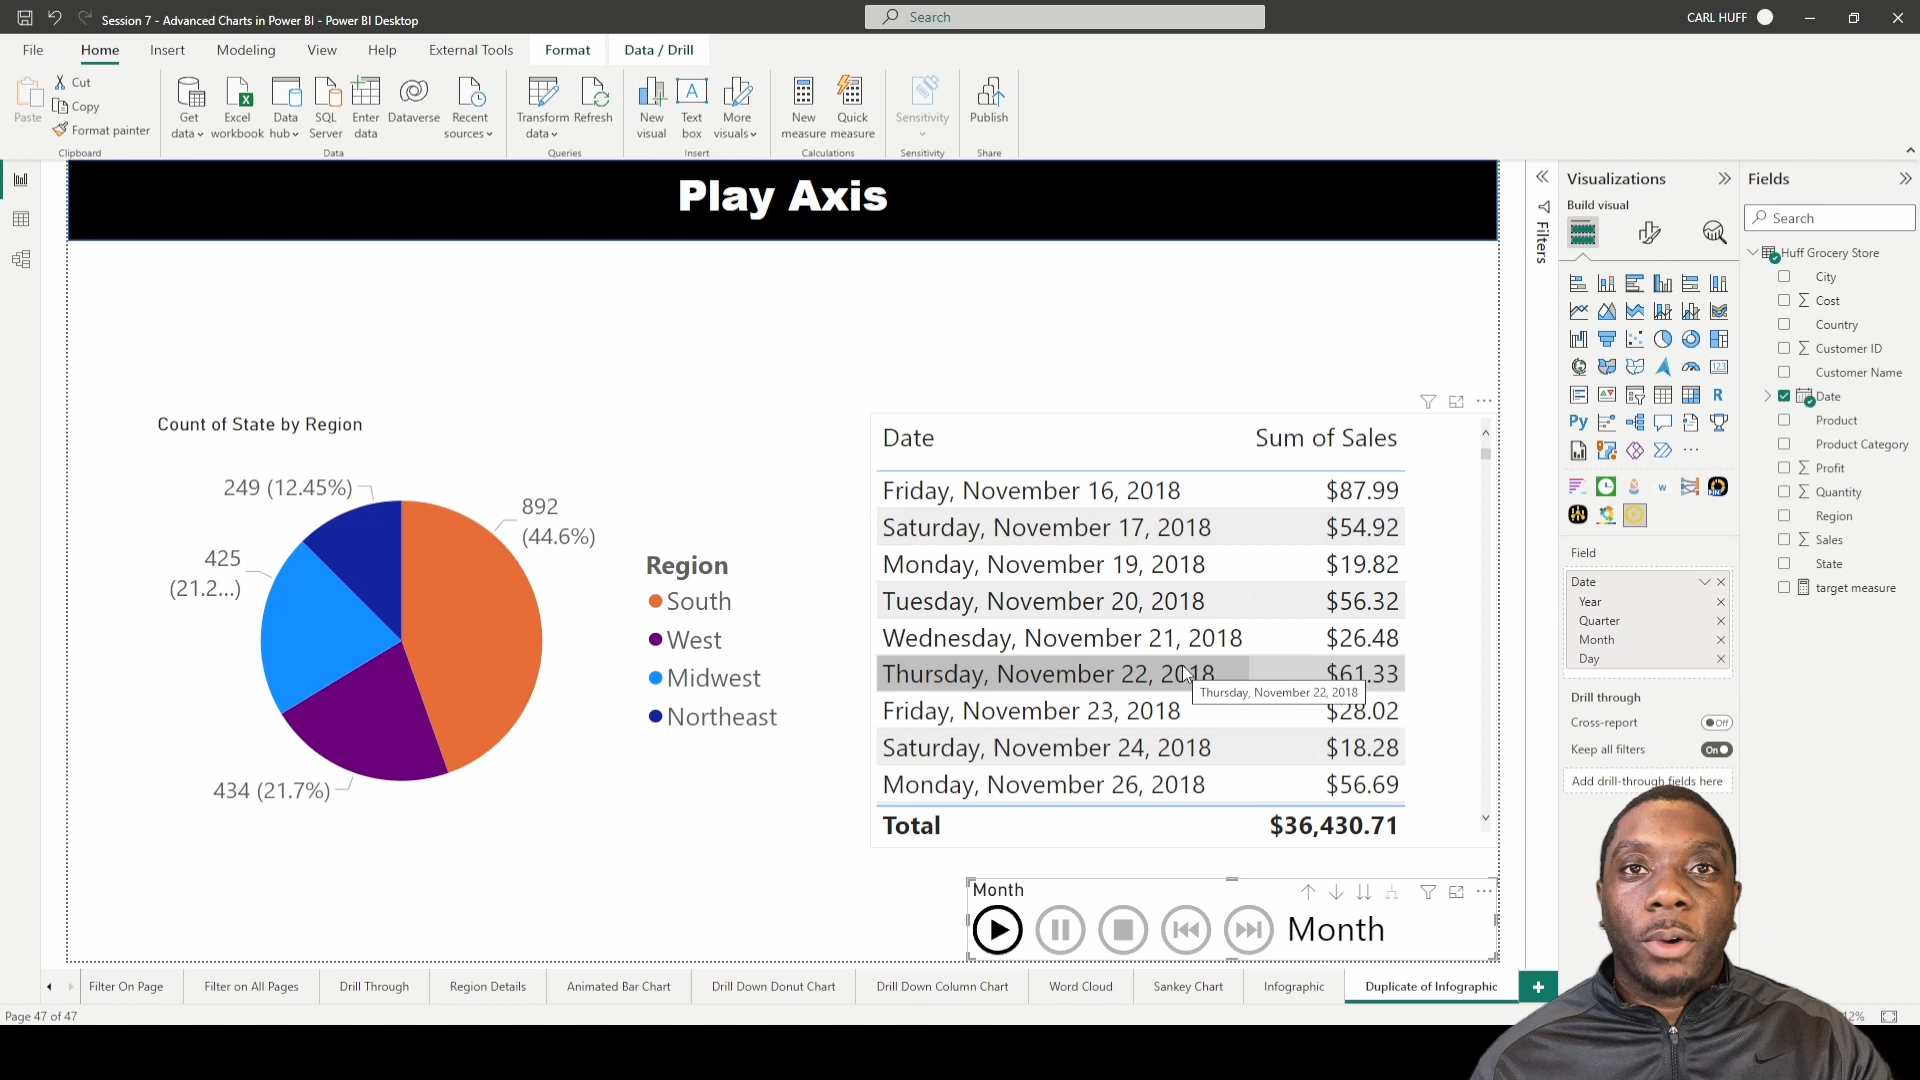 Session 7 - Advanced Charts in Power BI - Power BI Desktop
Search
CARL HUFF
File Home Insert Modeling View Help External Tools Format Data / Drill
Paste
Cut
Copy
Format painter
Clipboard
Get data
Excel workbook
Data hub
SQL Server
Enter data
Dataverse
Recent sources
Data
Transform data
Refresh
Queries
New visual
Text box
More visuals
Insert
New measure
Quick measure
Calculations
Sensitivity
Sensitivity
Publish
Share
Play Axis
Count of State by Region
249 (12.45%)
892
(44.6%)
425
(21.2...)
434 (21.7%)
Region
South
West
Midwest
Northeast
Date Sum of Sales
Friday, November 16, 2018 $87.99
Saturday, November 17, 2018 $54.92
Monday, November 19, 2018 $19.82
Tuesday, November 20, 2018 $56.32
Wednesday, November 21, 2018 $26.48
Thursday, November 22, 2018 $61.33
Thursday, November 22, 2018
Friday, November 23, 2018 $28.02
Saturday, November 24, 2018 $18.28
Monday, November 26, 2018 $56.69
Total $36,430.71
Month
Month
Filters
Visualizations
Build visual
123
R
Py
Field
Date
Year
Quarter
Month
Day
Drill through
Cross-report Off
Keep all filters On
Add drill-through fields here
Fields
Search
Huff Grocery Store
City
Cost
Country
Customer ID
Customer Name
Date
Product
Product Category
Profit
Quantity
Region
Sales
State
target measure
Filter On Page
Filter on All Pages
Drill Through
Region Details
Animated Bar Chart
Drill Down Donut Chart
Drill Down Column Chart
Word Cloud
Sankey Chart
Infographic
Duplicate of Infographic
Page 47 of 47